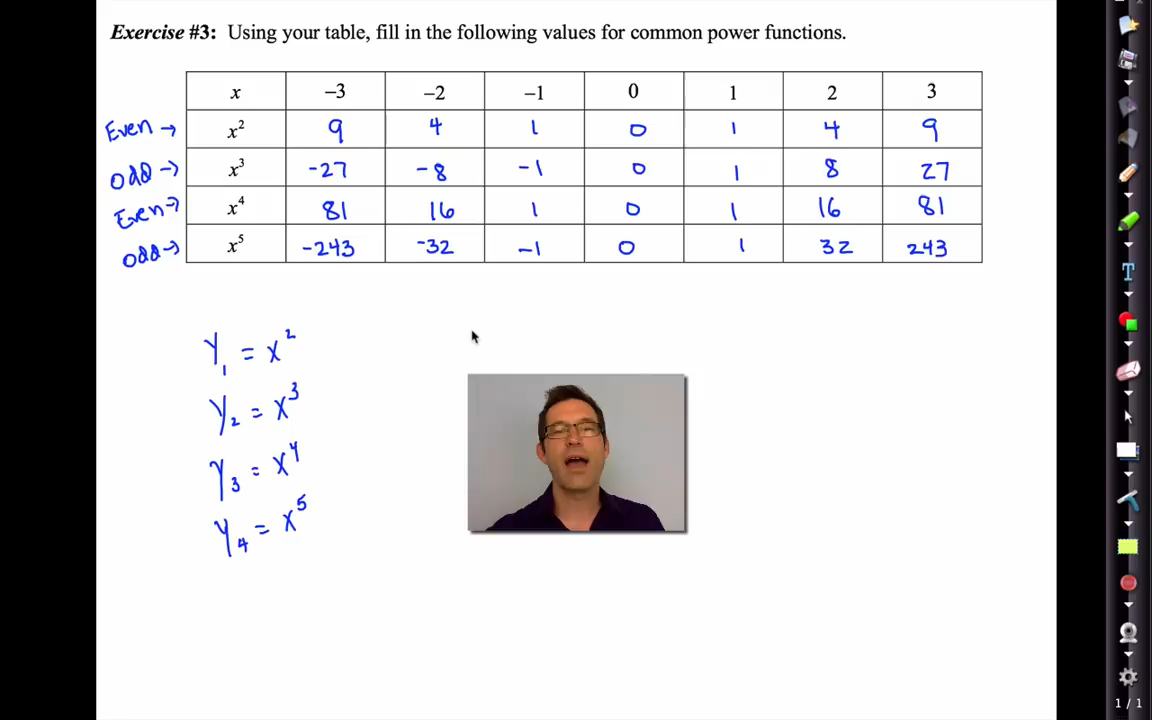 Exercise #3: Using your table, fill in the following values for common power functions.
x –3 –2 –1 0 1 2 3
Even → x² 9 4 1 0 1 4 9
Odd → x³ -27 -8 -1 0 1 8 27
Even → x⁴ 81 16 1 0 1 16 81
Odd → x⁵ -243 -32 -1 0 1 32 243
Y₁ = x²
Y₂ = x³
Y₃ = x⁴
Y₄ = x⁵
T
1 / 1